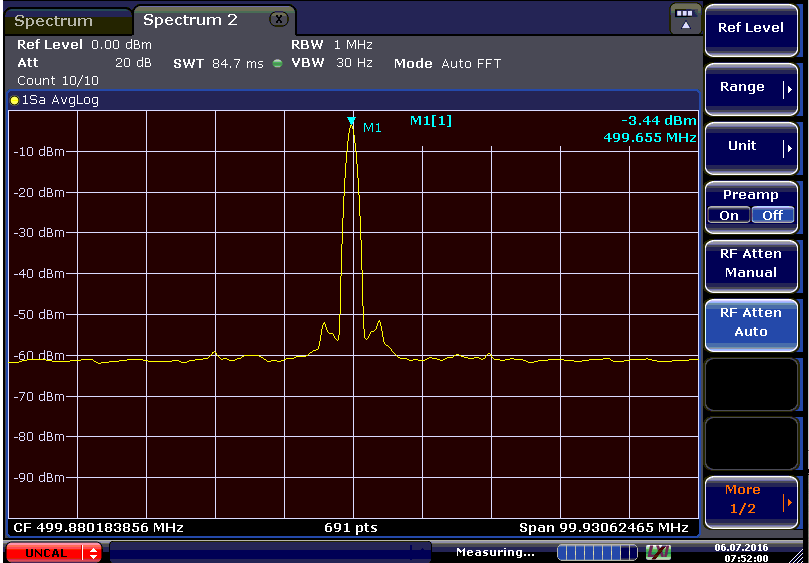 Spectrum
Spectrum 2 X
Ref Level 0.00 dBm RBW 1 MHz
Att 20 dB SWT 84.7 ms VBW 30 Hz Mode Auto FFT
Count 10/10
1Sa AvgLog
M1
M1[1] -3.44 dBm
499.655 MHz
-10 dBm
-20 dBm
-30 dBm
-40 dBm
-50 dBm
-60 dBm
-70 dBm
-80 dBm
-90 dBm
CF 499.880183856 MHz 691 pts Span 99.93062465 MHz
UNCAL Measuring... LXI 06.07.2016
07:52:00
Ref Level
Range
Unit
Preamp
On Off
RF Atten
Manual
RF Atten
Auto
More
1/2